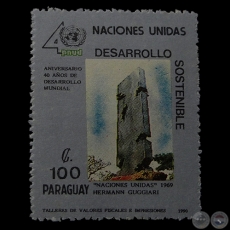 40 pnud
NACIONES UNIDAS
DESARROLLO
SOSTENIBLE
ANIVERSARIO
40 AÑOS DE
DESARROLLO
MUNDIAL
₲.
100
PARAGUAY
"NACIONES UNIDAS" 1969
HERMANN GUGGIARI
TALLERES DE VALORES FISCALES E IMPRESIONES